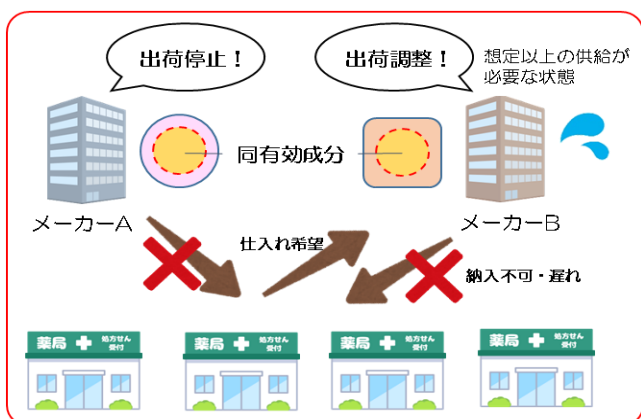 出荷停止！
出荷調整！
想定以上の供給が
必要な状態
同有効成分
メーカーA
メーカーB
仕入れ希望
納入不可・遅れ
薬局 処方せん
受付
薬局 処方せん
受付
薬局 処方せん
受付
薬局 処方せん
受付